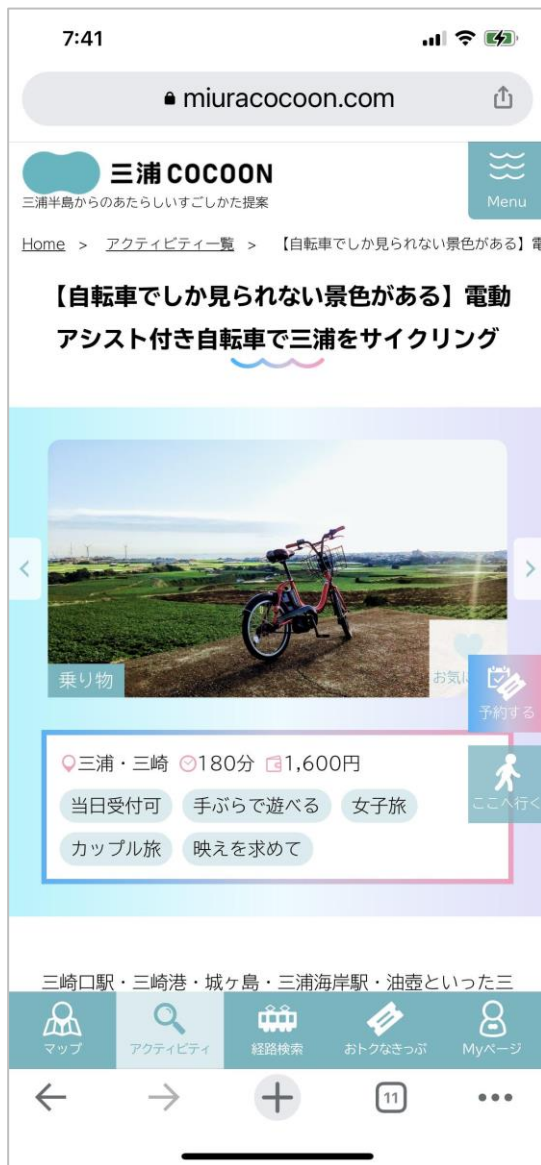 7:41
miuracocoon.com
三浦COCOON
Menu
三浦半島からのあたらしいすごしかた提案
Home > アクティビティ一覧 > 【自転車でしか見られない景色がある】電
【自転車でしか見られない景色がある】電動
アシスト付き自転車で三浦をサイクリング
乗り物
お気に
予約する
三浦・三崎 180分 1,600円
ここへ行く
当日受付可 手ぶらで遊べる 女子旅
カップル旅 映えを求めて
三崎口駅・三崎港・城ヶ島・三浦海岸駅・油壺といった三
マップ アクティビティ 経路検索 おトクなきっぷ Myページ
11